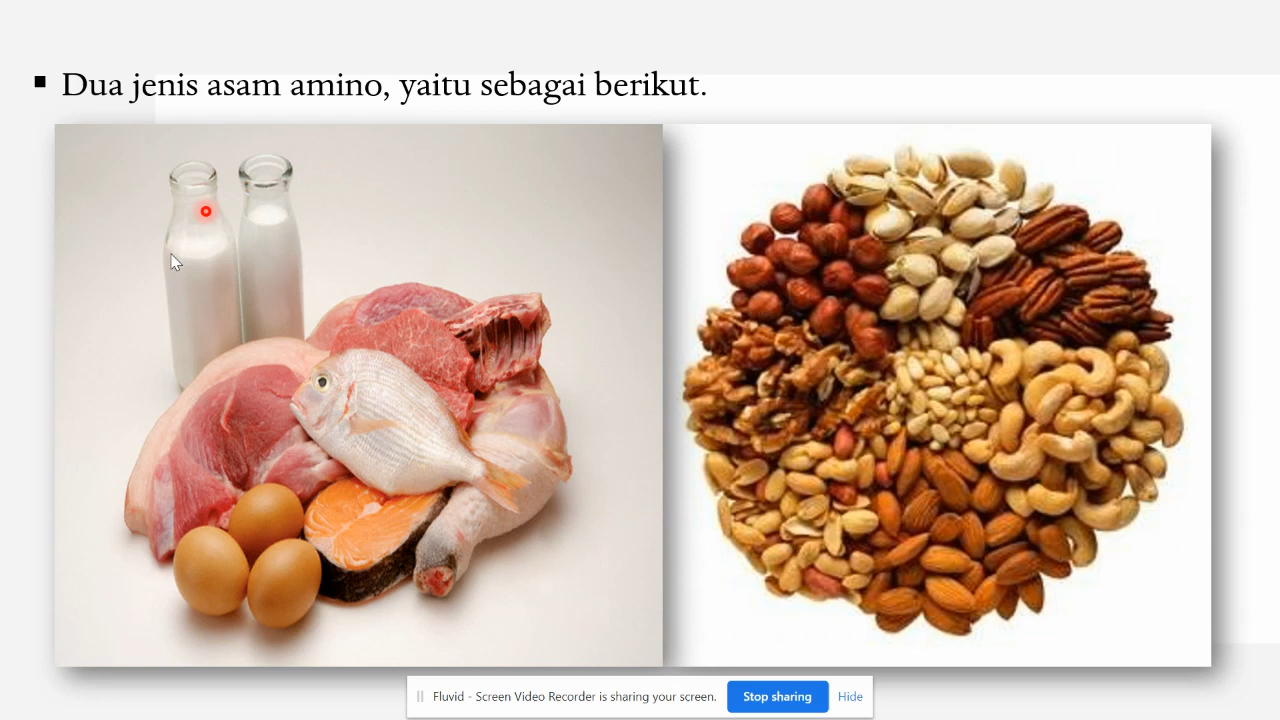 Dua jenis asam amino, yaitu sebagai berikut.
Fluvid - Screen Video Recorder is sharing your screen. Stop sharing Hide